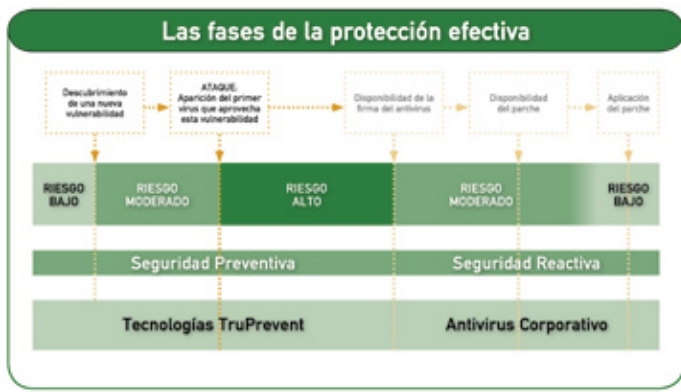 Las fases de la protección efectiva
Descubrimiento
de una nueva
vulnerabilidad
ATAQUE:
Aparición del primer
virus que aprovecha
esta vulnerabilidad
Disponibilidad de la
firma del antivirus
Disponibilidad
del parche
Aplicación
del parche
RIESGO
BAJO
RIESGO
MODERADO
RIESGO
ALTO
RIESGO
MODERADO
RIESGO
BAJO
Seguridad Preventiva
Seguridad Reactiva
Tecnologías TruPrevent
Antivirus Corporativo